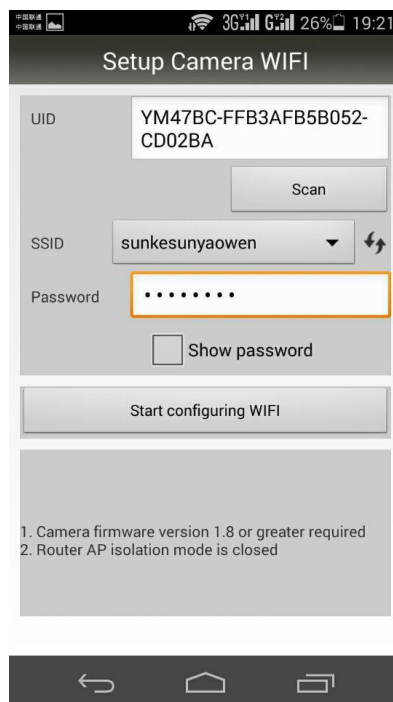 中国联通
中国联通
3G 1 G 2 26% 19:21
Setup Camera WIFI
UID
YM47BC-FFB3AFB5B052-
CD02BA
Scan
SSID
sunkesunyaowen
Password
••••••••
Show password
Start configuring WIFI
1. Camera firmware version 1.8 or greater required
2. Router AP isolation mode is closed